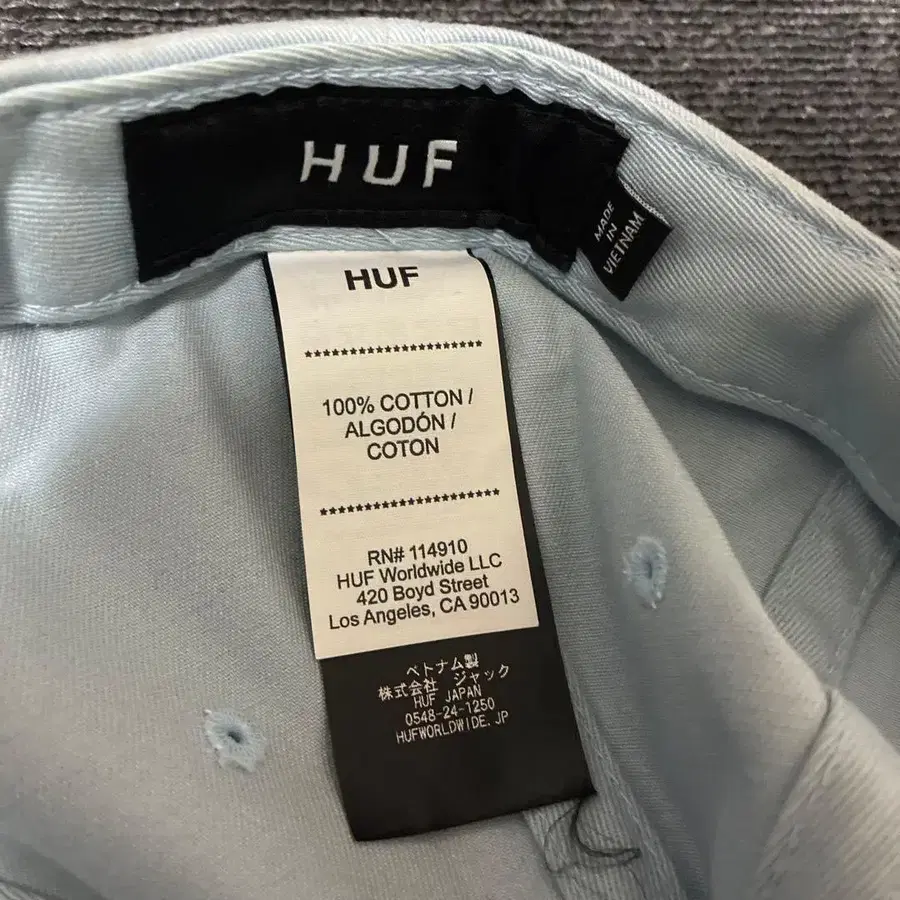 HUF
MADE
IN
VIETNAM
HUF
*********************
100% COTTON /
ALGODÓN /
COTON
*********************
RN# 114910
HUF Worldwide LLC
420 Boyd Street
Los Angeles, CA 90013
ベトナム製
株式会社 ジャック
HUF JAPAN
0548-24-1250
HUFWORLDWIDE.JP